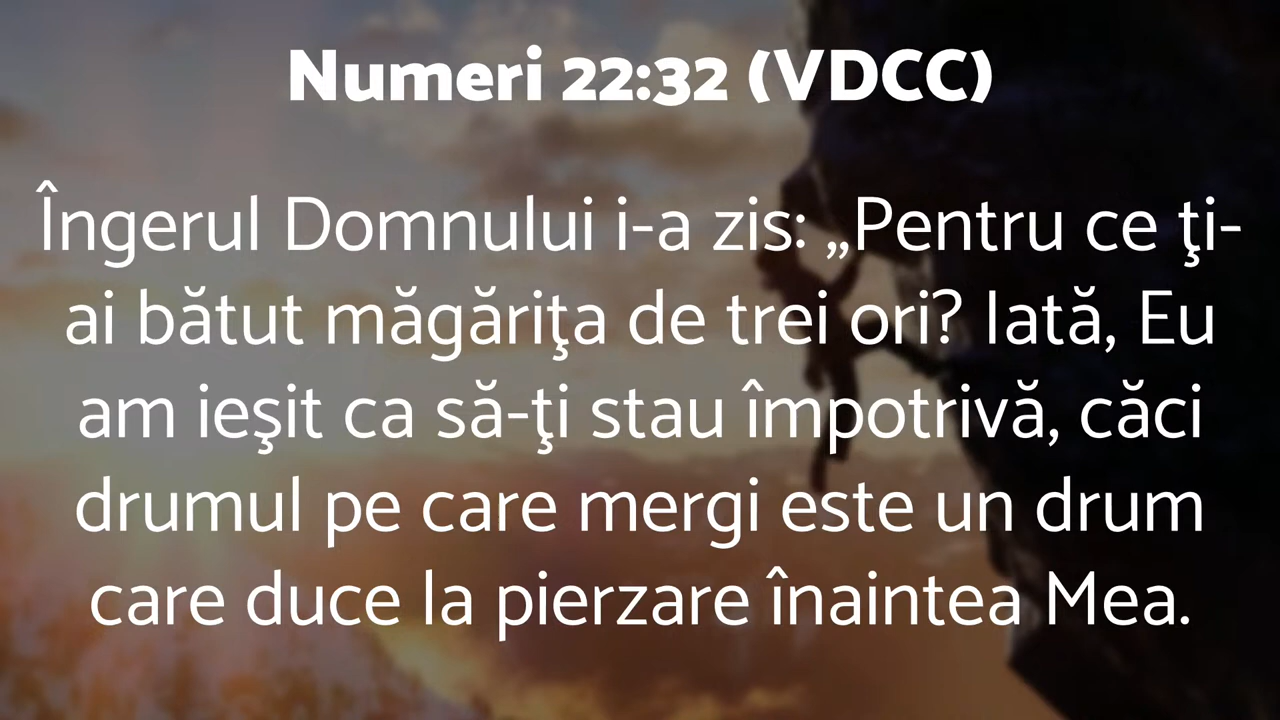 Numeri 22:32 (VDCC)
Îngerul Domnului i-a zis: „Pentru ce ţi-
ai bătut măgăriţa de trei ori? Iată, Eu
am ieşit ca să-ţi stau împotrivă, căci
drumul pe care mergi este un drum
care duce la pierzare înaintea Mea.